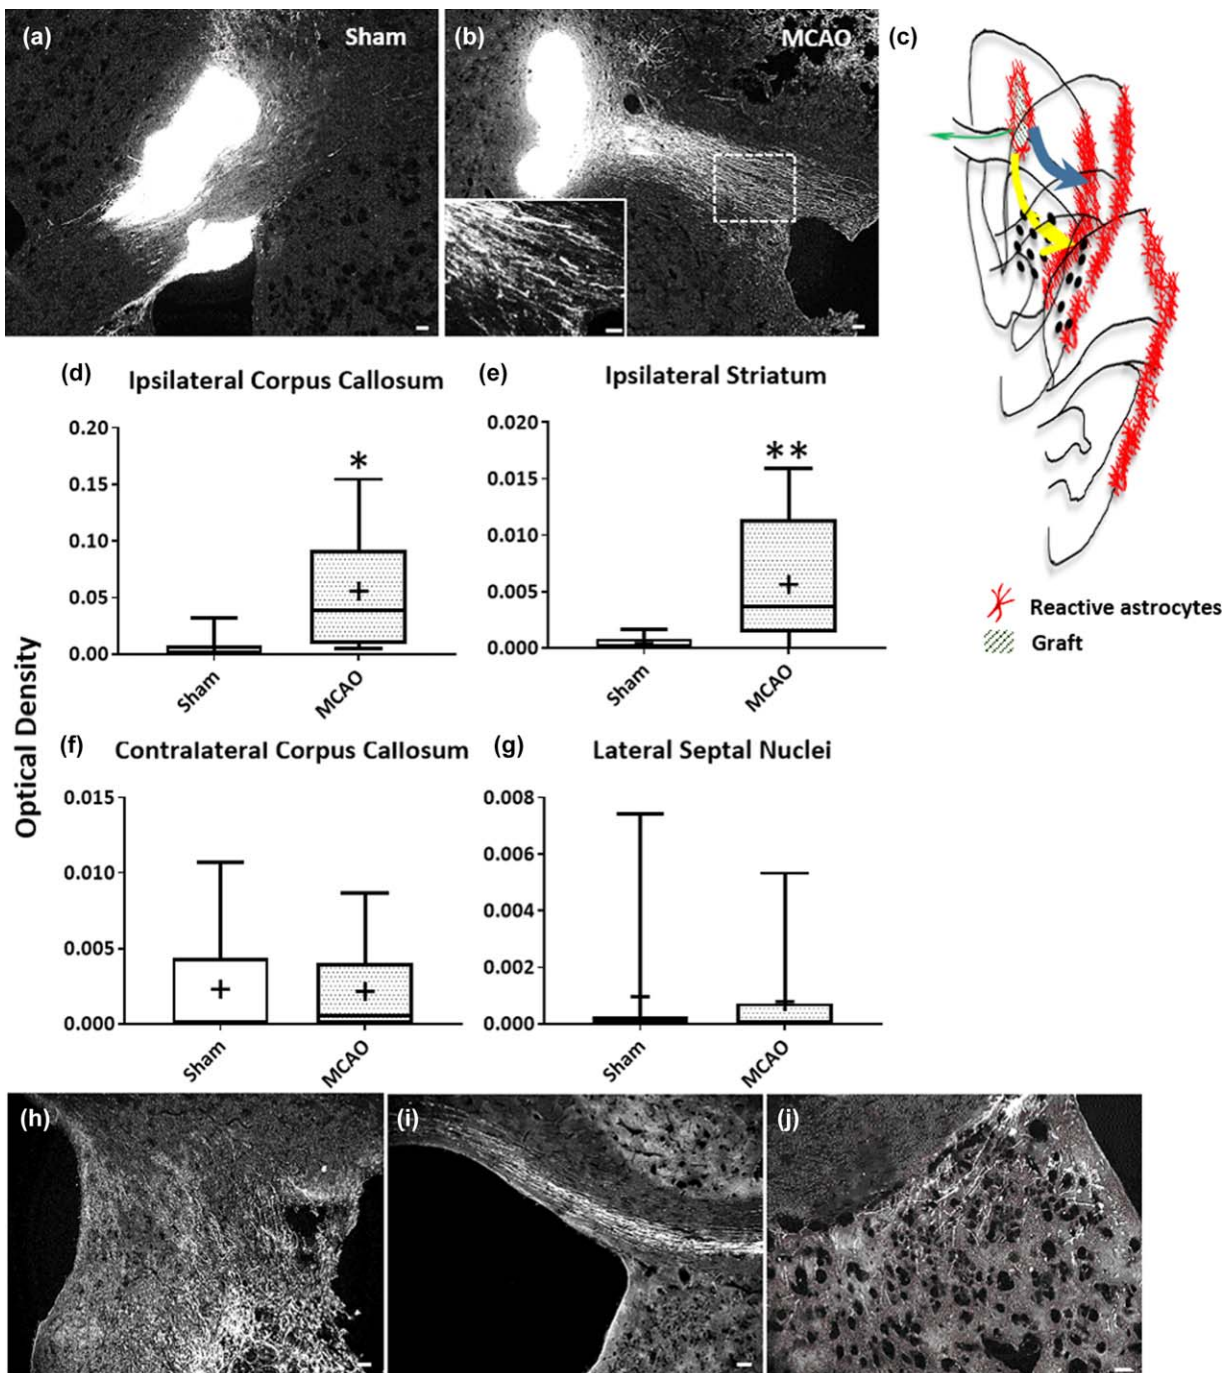 (a) Sham (b) MCAO (c)
Reactive astrocytes
Graft
Optical Density
(d) Ipsilateral Corpus Callosum
0.20
0.15
0.10
0.05
0.00
*
Sham MCAO
(e) Ipsilateral Striatum
0.020
0.015
0.010
0.005
0.000
**
Sham MCAO
(f) Contralateral Corpus Callosum
0.015
0.010
0.005
0.000
Sham MCAO
(g) Lateral Septal Nuclei
0.008
0.006
0.004
0.002
0.000
Sham MCAO
(h) (i) (j)